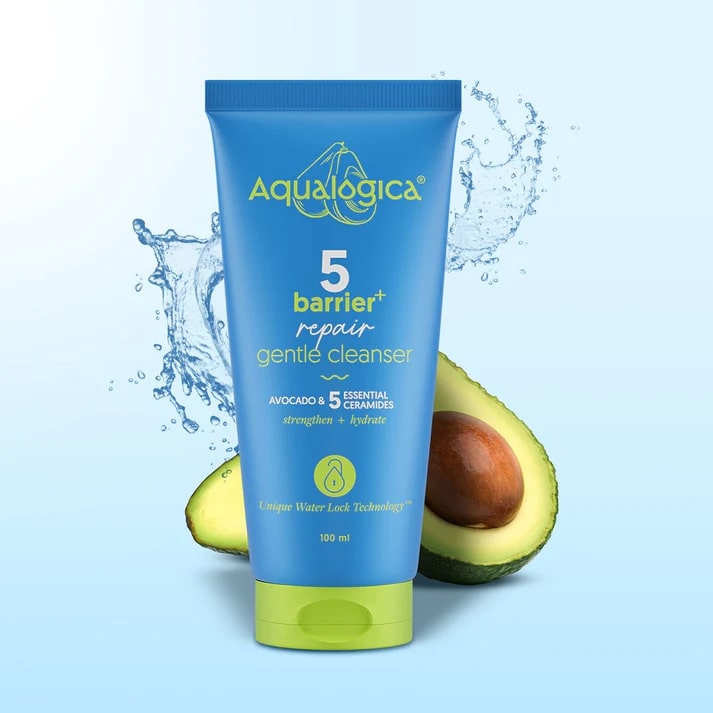 Aqualogica®
5
barrier+
repair
gentle cleanser
AVOCADO & 5 ESSENTIAL CERAMIDES
strengthen + hydrate
Unique Water Lock Technology™
100 ml